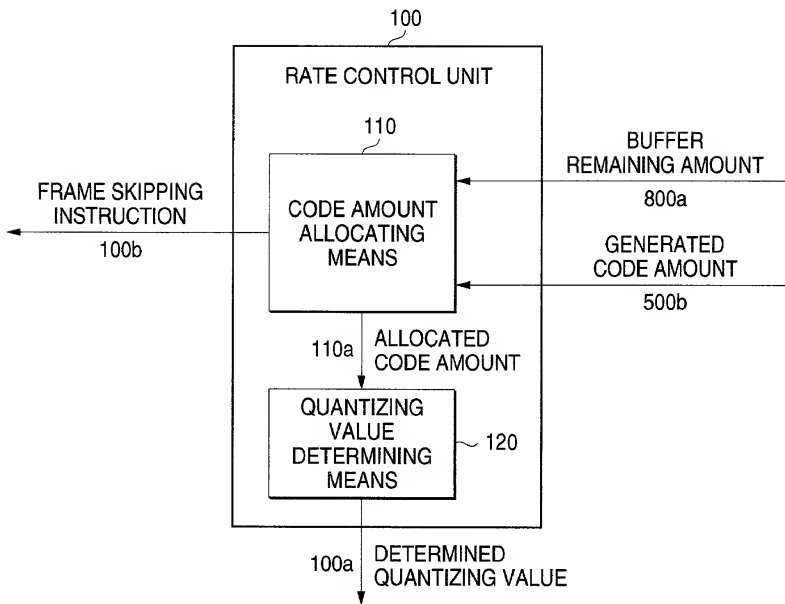 100
RATE CONTROL UNIT
110
CODE AMOUNT
ALLOCATING
MEANS
BUFFER
REMAINING AMOUNT
800a
FRAME SKIPPING
INSTRUCTION
100b
GENERATED
CODE AMOUNT
500b
110a
ALLOCATED
CODE AMOUNT
QUANTIZING
VALUE
DETERMINING
MEANS
120
100a
DETERMINED
QUANTIZING VALUE